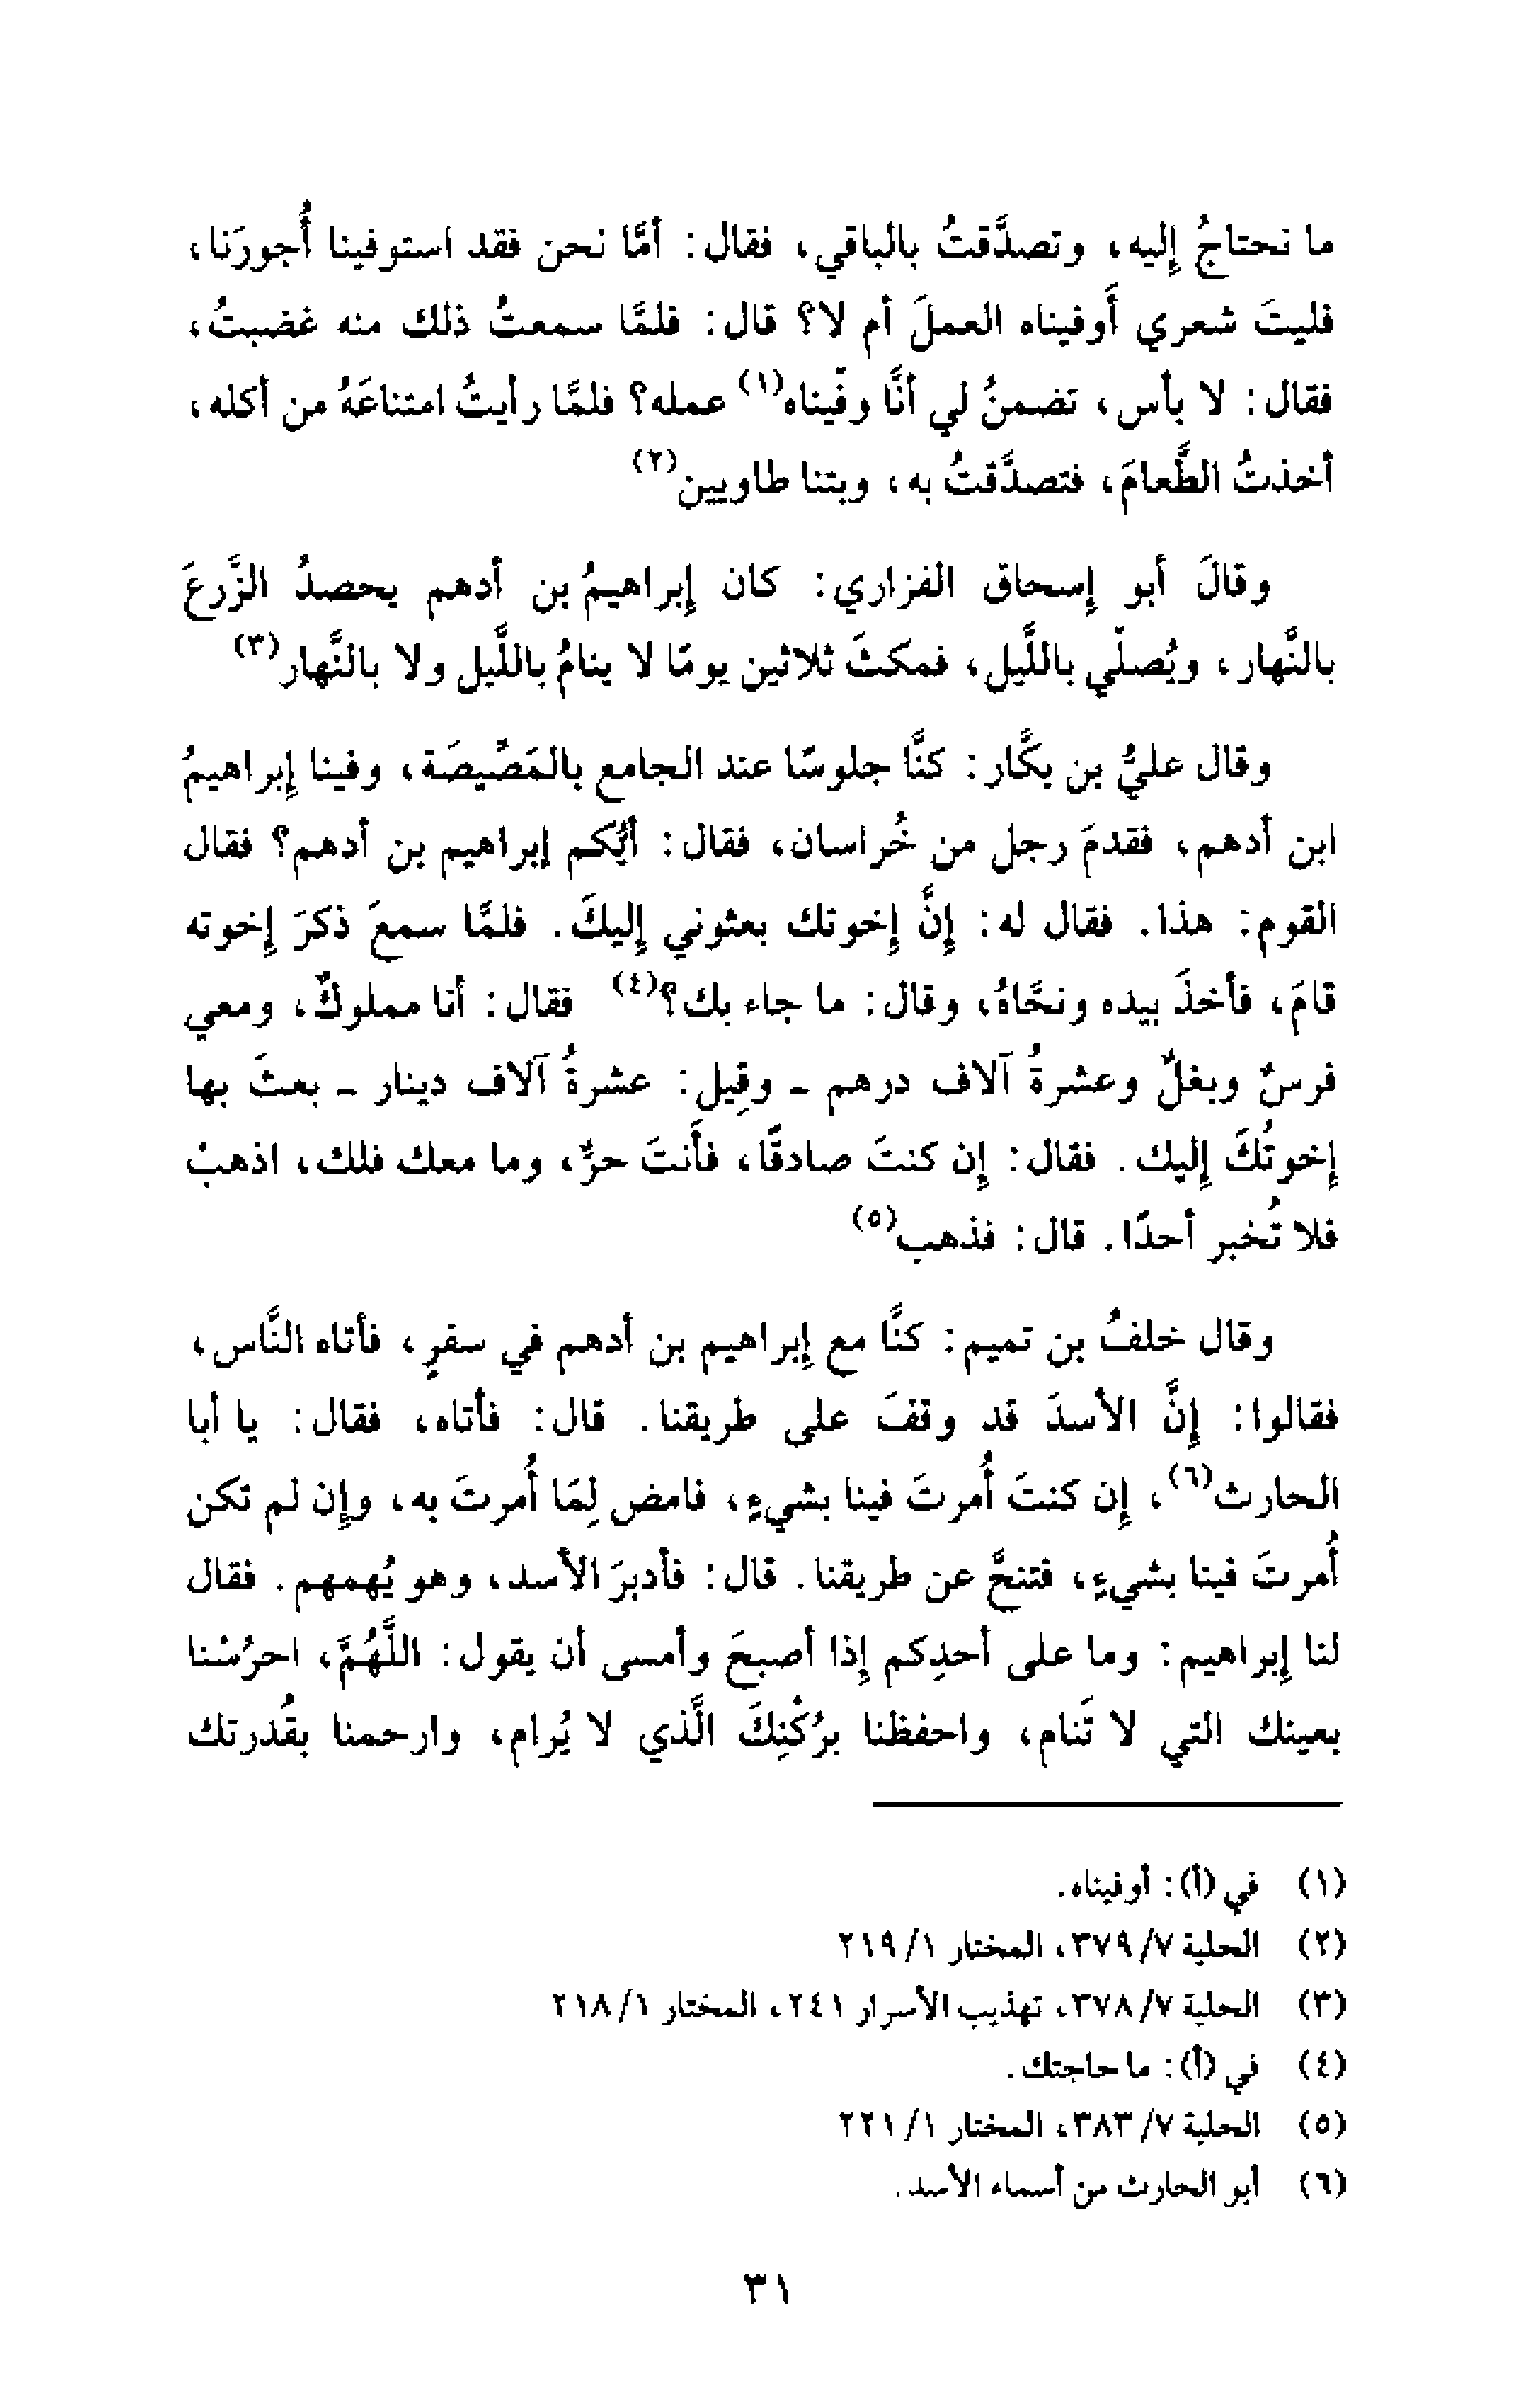 ما نحتاجُ إليه، وتصدَّقتُ بالباقي، فقال: أمَّا نحن فقد استوفينا أُجورَنا،
فليتَ شعري أَوفيناه العملَ أم لا؟ قال: فلمَّا سمعتُ ذلك منه غضبتُ،
فقال: لا بأس، تضمنُ لي أنَّا وفّيناه(١) عمله؟ فلمَّا رأيتُ امتناعَهُ من أكله،
أخذتُ الطَّعامَ، فتصدَّقتُ به، وبتنا طاويين(٢)
وقالَ أبو إسحاق الفزاري: كان إبراهيمُ بن أدهم يحصدُ الزَّرعَ
بالنَّهار، ويُصلّي باللَّيل، فمكثَ ثلاثين يومًا لا ينامُ باللَّيل ولا بالنَّهار(٣)
وقال عليُّ بن بكَّار: كنَّا جلوسًا عند الجامع بالمَصِّيصَة، وفينا إبراهيمُ
ابن أدهم، فقدمَ رجل من خُراسان، فقال: أيُّكم إبراهيم بن أدهم؟ فقال
القوم: هذا. فقال له: إنَّ إخوتك بعثوني إليكَ. فلمَّا سمعَ ذكرَ إخوته
قامَ، فأخذَ بيده ونحَّاهُ، وقال: ما جاء بك؟(٤) فقال: أنا مملوكٌ، ومعي
فرسٌ وبغلٌ وعشرةُ آلاف درهم - وقِيل: عشرةُ آلاف دينار - بعثَ بها
إخوتُكَ إليك. فقال: إن كنتَ صادقًا، فأَنتَ حرٌّ، وما معك فلك، اذهبْ
فلا تُخبر أحدًا. قال: فذهب(٥)
وقال خلفُ بن تميم: كنَّا مع إبراهيم بن أدهم في سفرٍ، فأتاه النَّاس،
فقالوا: إنَّ الأسدَ قد وقفَ على طريقنا. قال: فأتاه، فقال: يا أبا
الحارث(٦)، إن كنتَ أُمرتَ فينا بشيءٍ، فامض لِمَا أُمرتَ به، وإن لم تكن
أُمرتَ فينا بشيءٍ، فتنحَّ عن طريقنا. قال: فأدبرَ الأسد، وهو يُهمهم. فقال
لنا إبراهيم: وما على أحدِكم إذا أصبحَ وأمسى أن يقول: اللَّهُمَّ، احرُسْنا
بعينك التي لا تَنام، واحفظنا برُكْنِكَ الَّذي لا يُرام، وارحمنا بقُدرتك
(١) في (أ): أوفيناه.
(٢) الحلية ٧/ ٣٧٩، المختار ١/ ٢١٩
(٣) الحلية ٧/ ٣٧٨، تهذيب الأسرار ٢٤١، المختار ١/ ٢١٨
(٤) في (أ): ما حاجتك.
(٥) الحلية ٧/ ٣٨٣، المختار ١/ ٢٢١
(٦) أبو الحارث من أسماء الأسد.
٣١